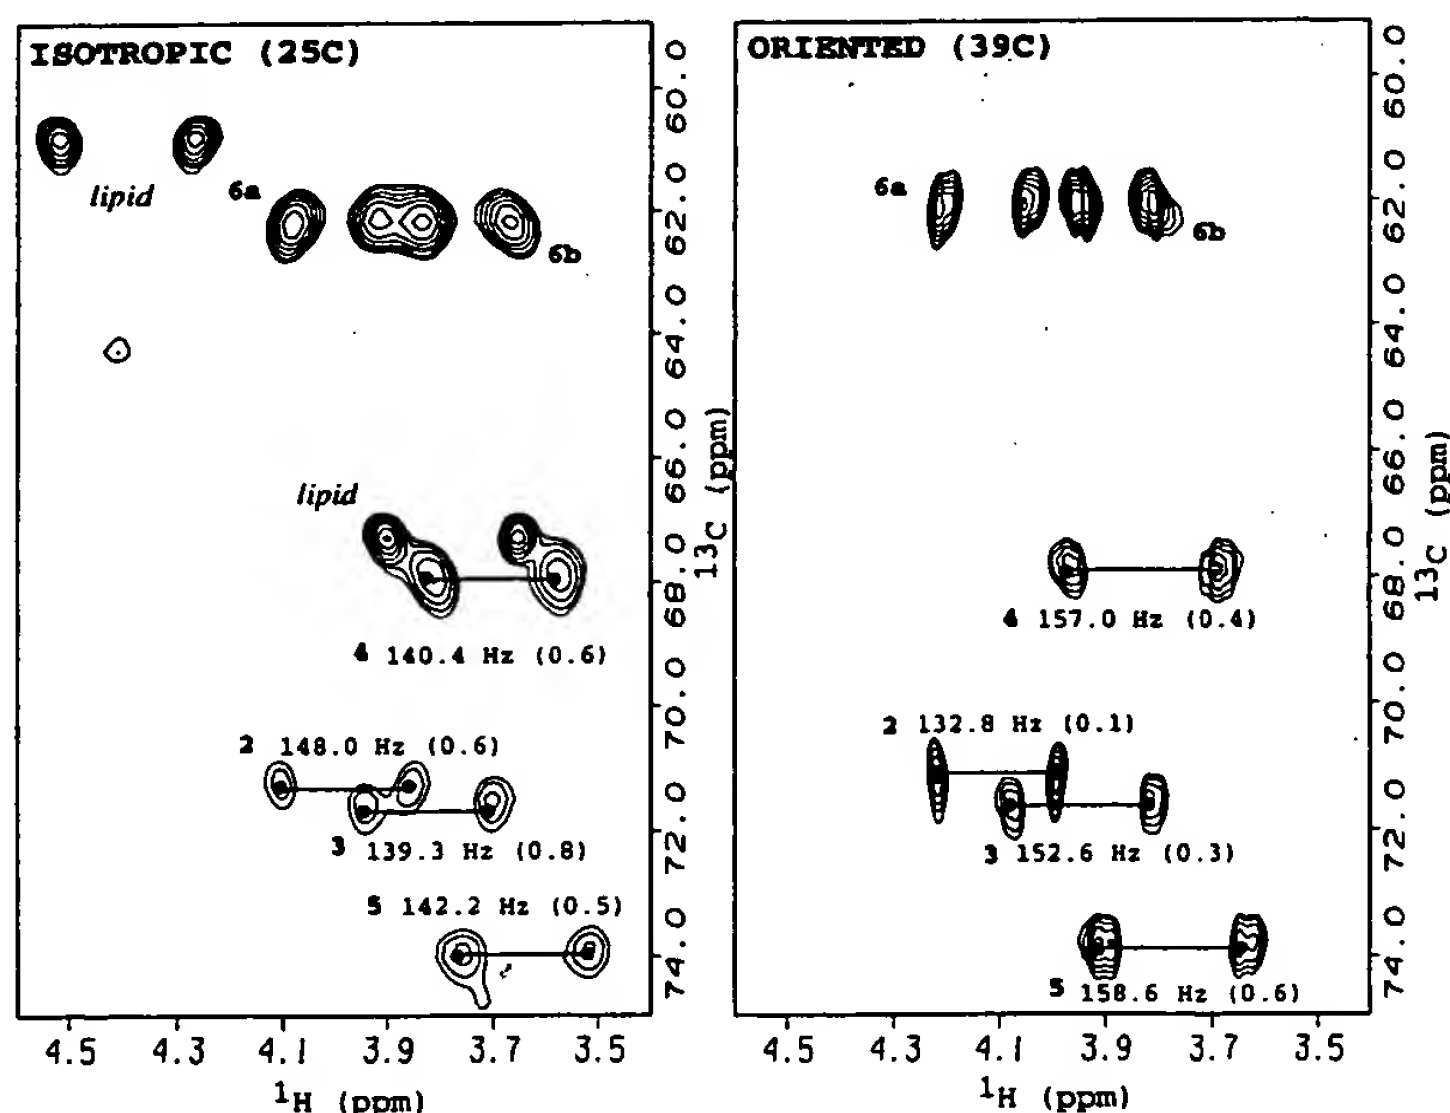 ISOTROPIC (25C)
lipid
6a
6b
lipid
4 140.4 Hz (0.6)
2 148.0 Hz (0.6)
3 139.3 Hz (0.8)
5 142.2 Hz (0.5)
4.5 4.3 4.1 3.9 3.7 3.5
1H (ppm)
60.0
62.0
64.0
66.0
68.0
70.0
72.0
74.0
13C (ppm)
ORIENTED (39C)
6a
6b
4 157.0 Hz (0.4)
2 132.8 Hz (0.1)
3 152.6 Hz (0.3)
5 158.6 Hz (0.6)
4.5 4.3 4.1 3.9 3.7 3.5
1H (ppm)
60.0
62.0
64.0
66.0
68.0
70.0
72.0
74.0
13C (ppm)